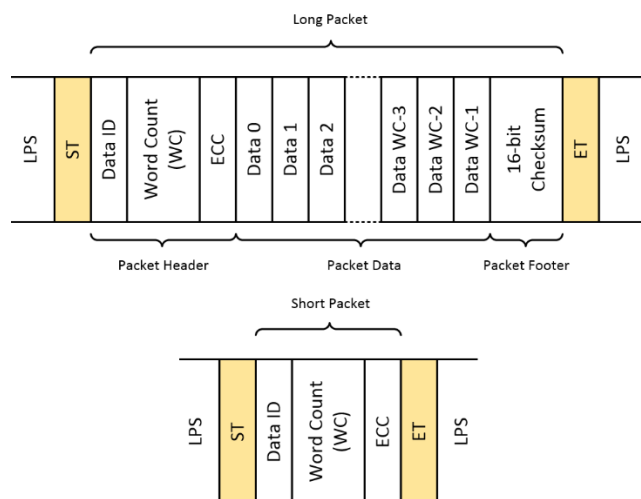 Long Packet
LPS
ST
Data ID
Word Count
(WC)
ECC
Data 0
Data 1
Data 2
Data WC-3
Data WC-2
Data WC-1
16-bit
Checksum
ET
LPS
Packet Header
Packet Data
Packet Footer
Short Packet
LPS
ST
Data ID
Word Count
(WC)
ECC
ET
LPS